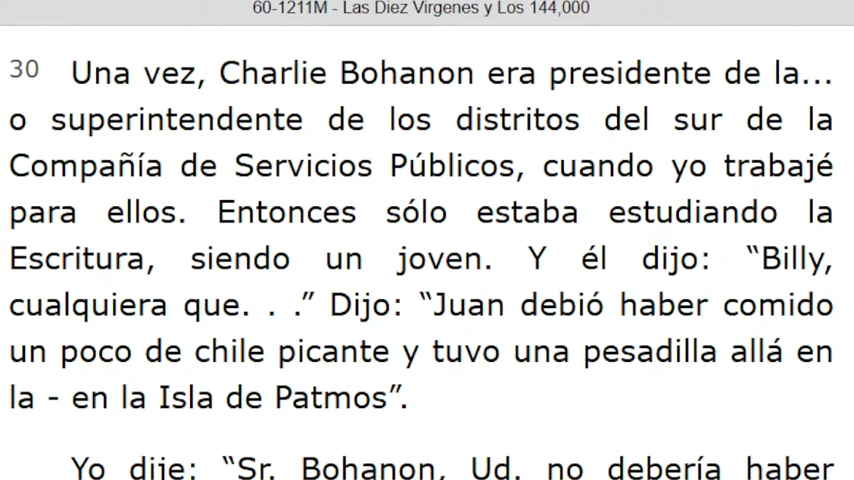 60-1211M - Las Diez Virgenes y Los 144,000
30 Una vez, Charlie Bohanon era presidente de la...
o superintendente de los distritos del sur de la
Compañía de Servicios Públicos, cuando yo trabajé
para ellos. Entonces sólo estaba estudiando la
Escritura, siendo un joven. Y él dijo: “Billy,
cualquiera que. . .” Dijo: “Juan debió haber comido
un poco de chile picante y tuvo una pesadilla allá en
la - en la Isla de Patmos”.
Yo dije: “Sr. Bohanon, Ud. no debería haber